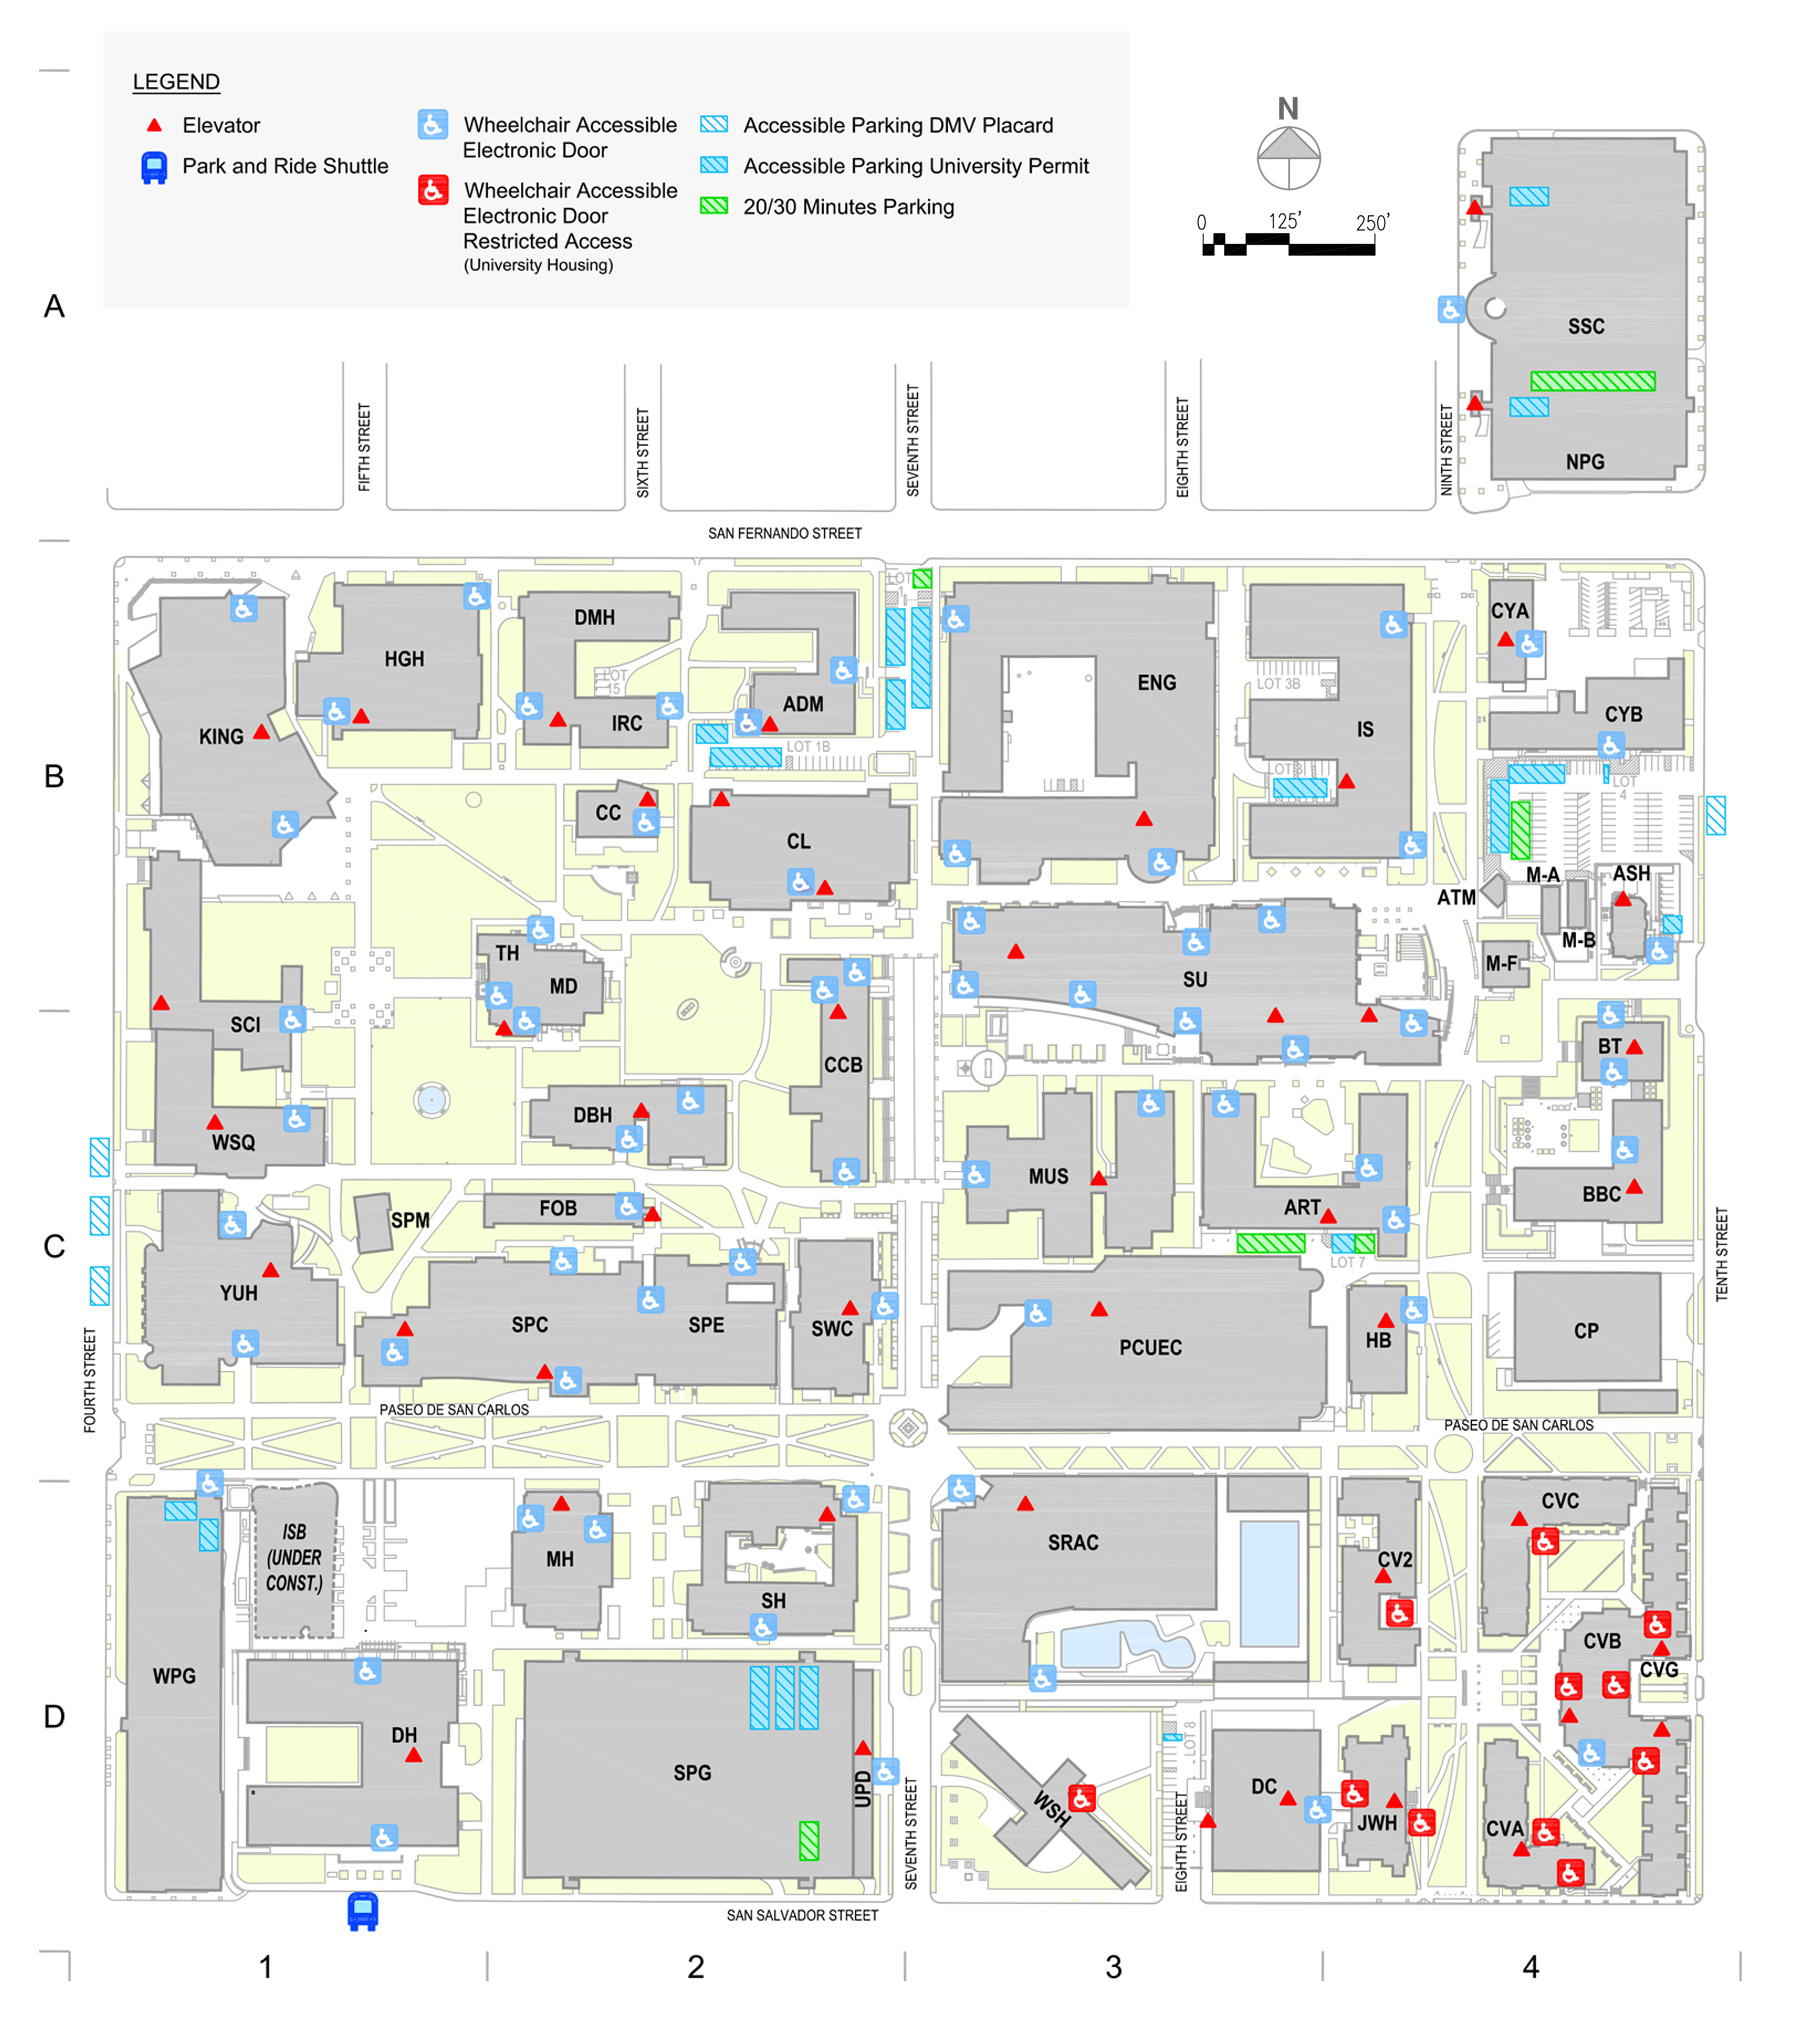 LEGEND
Elevator
Park and Ride Shuttle
Wheelchair Accessible
Electronic Door
Wheelchair Accessible
Electronic Door
Restricted Access
(University Housing)
Accessible Parking DMV Placard
Accessible Parking University Permit
20/30 Minutes Parking
N
0 125' 250'
A
SSC
NPG
FIFTH STREET
SIXTH STREET
SEVENTH STREET
EIGHTH STREET
NINTH STREET
SAN FERNANDO STREET
B
KING
HGH
DMH
LOT
15
IRC
ADM
LOT 1B
LOT
1
ENG
LOT 3B
IS
LOT
CYA
CYB
LOT
4
CC
CL
ATM
M-A
M-B
ASH
M-F
TH
MD
SU
SCI
CCB
BT
DBH
WSQ
MUS
ART
BBC
C
FOB
SPM
YUH
SPC
SPE
SWC
LOT 7
PCUEC
HB
CP
FOURTH STREET
TENTH STREET
PASEO DE SAN CARLOS
PASEO DE SAN CARLOS
D
ISB
(UNDER
CONST.)
MH
SH
SRAC
CV2
CVC
CVB
CVG
WPG
DH
SPG
UPD
SEVENTH STREET
WSH
LOT 8
EIGHTH STREET
DC
JWH
CVA
SAN SALVADOR STREET
1
2
3
4